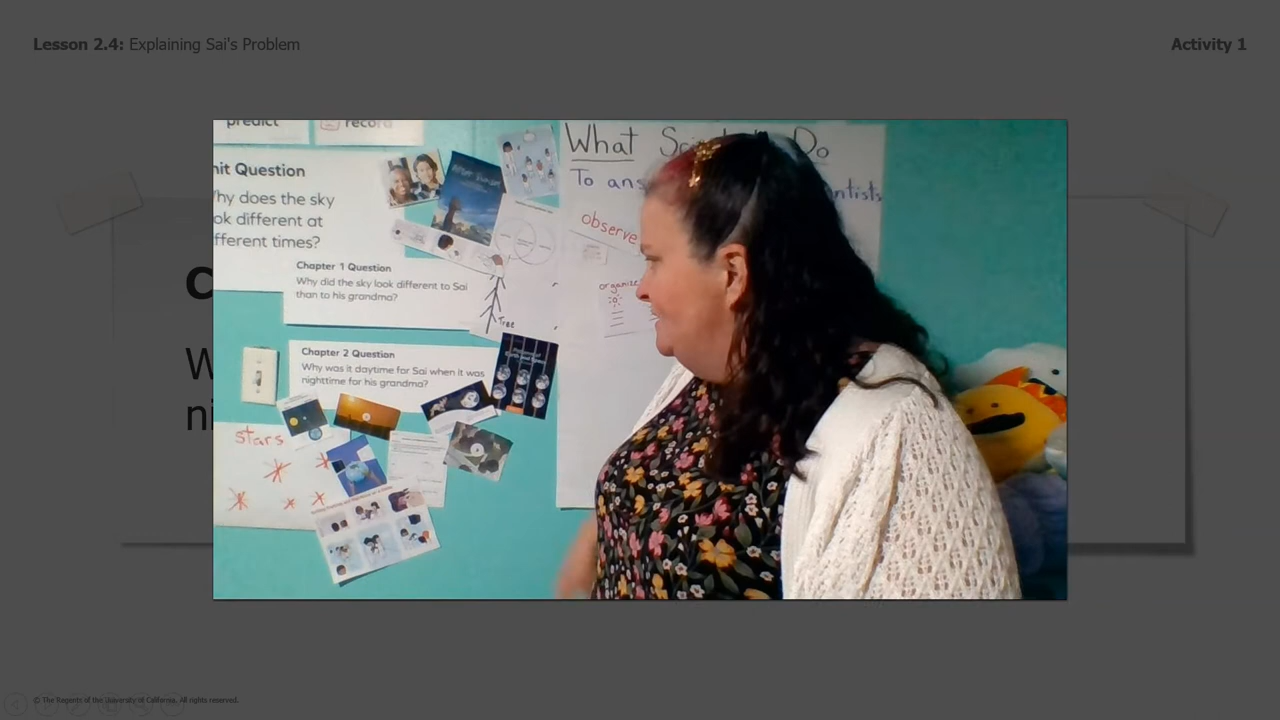 Lesson 2.4: Explaining Sai's Problem
Activity 1
predict
record
nit Question
hy does the sky
ok different at
fferent times?
What Do
To ans ntists
observe
organize
Chapter 1 Question
Why did the sky look different to Sai
than to his grandma?
Tree
Chapter 2 Question
Why was it daytime for Sai when it was
nighttime for his grandma?
stars
C
W
ni
© The Regents of the University of California. All rights reserved.